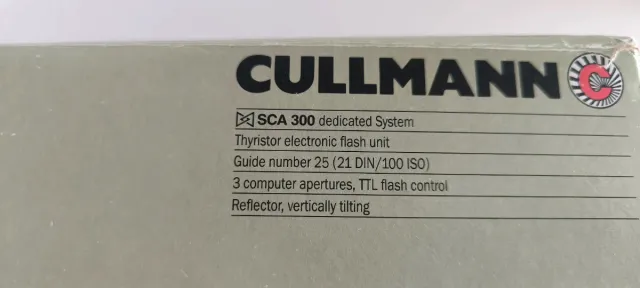 CULLMANN C
SCA 300 dedicated System
Thyristor electronic flash unit
Guide number 25 (21 DIN/100 ISO)
3 computer apertures, TTL flash control
Reflector, vertically tilting